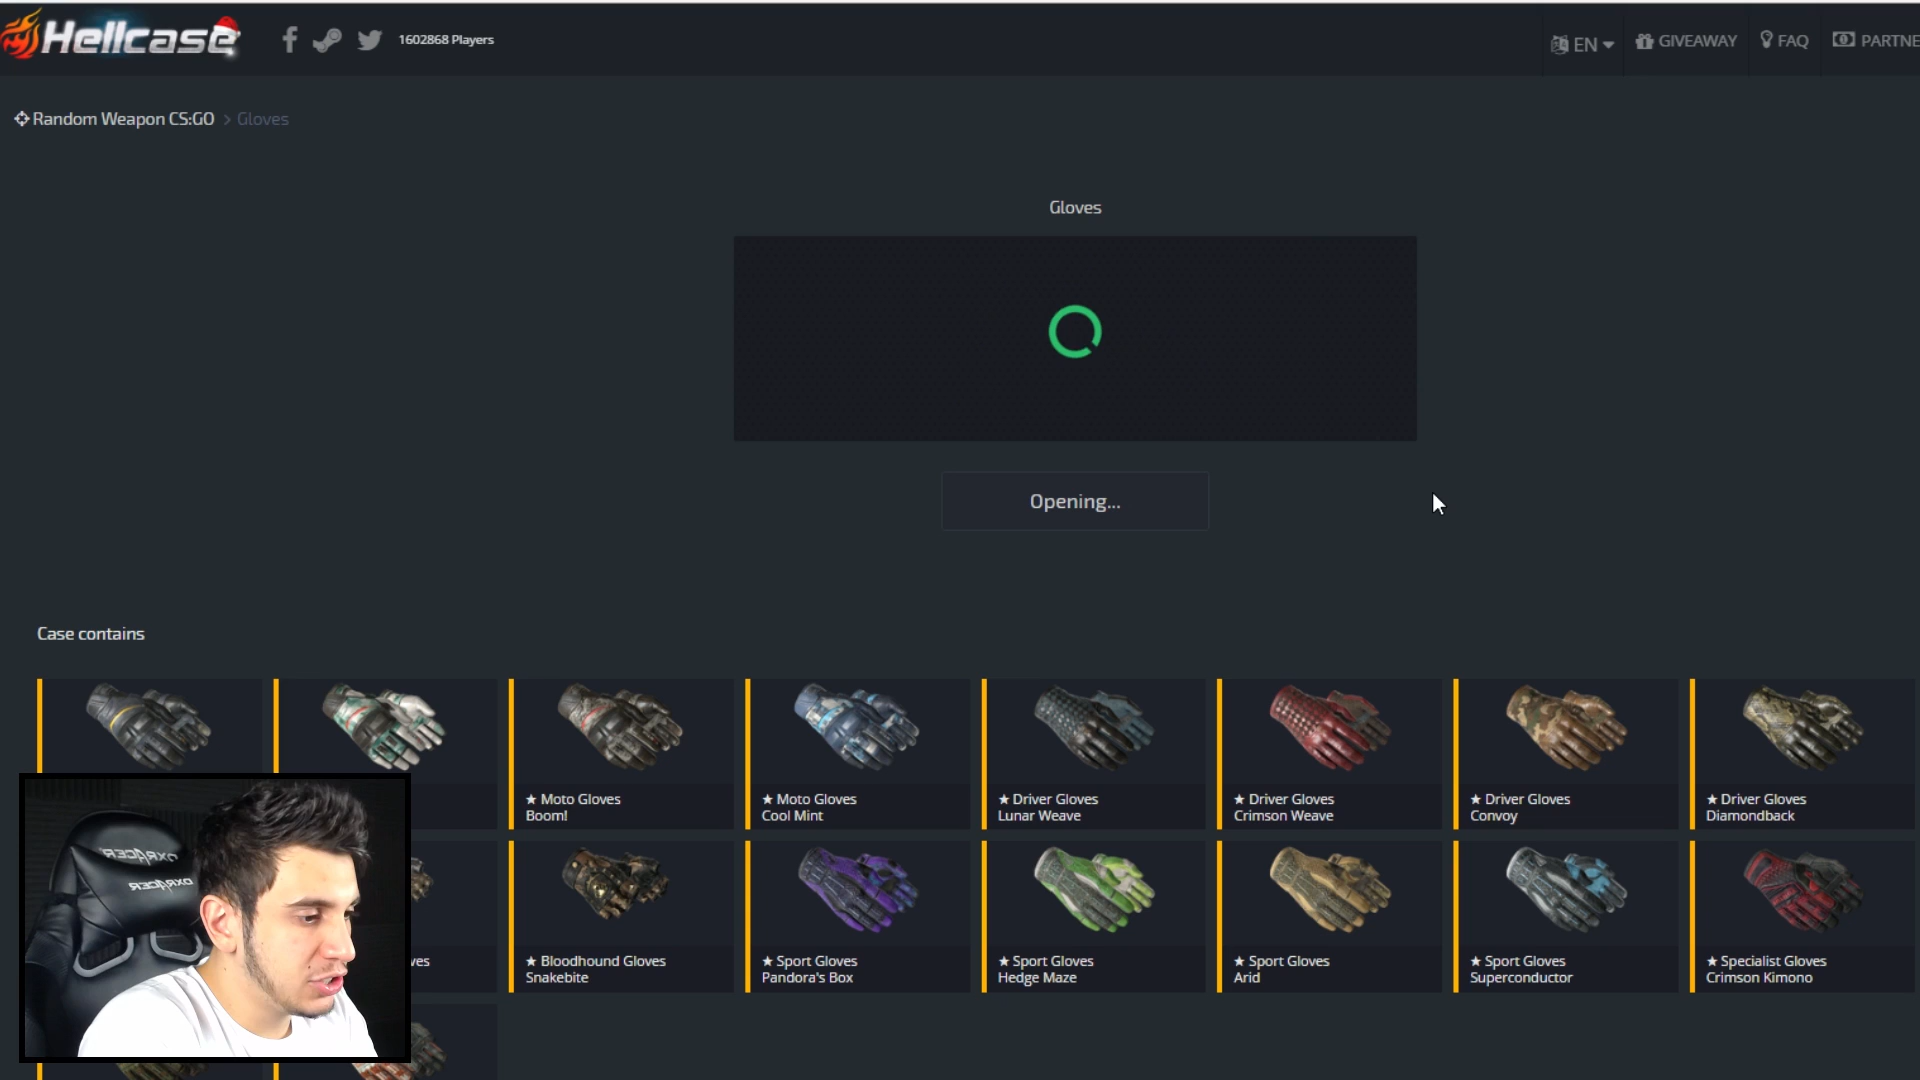 Hellcase
1602868 Players
EN
GIVEAWAY
FAQ
PARTNE
Random Weapon CS:GO > Gloves
Gloves
Opening...
Case contains
★ Moto Gloves
Boom!
★ Moto Gloves
Cool Mint
★ Driver Gloves
Lunar Weave
★ Driver Gloves
Crimson Weave
★ Driver Gloves
Convoy
★ Driver Gloves
Diamondback
ves
★ Bloodhound Gloves
Snakebite
★ Sport Gloves
Pandora's Box
★ Sport Gloves
Hedge Maze
★ Sport Gloves
Arid
★ Sport Gloves
Superconductor
★ Specialist Gloves
Crimson Kimono
DXRACER
DXRACER